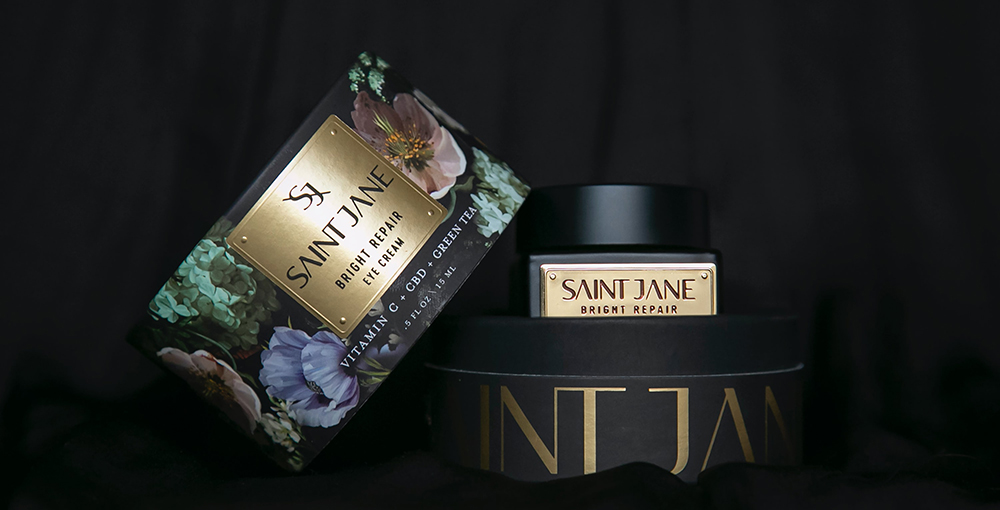 SJ
SAINT JANE
BRIGHT REPAIR
EYE CREAM
VITAMIN C + CBD + GREEN TEA
.5 FL OZ \ 15 ML
SAINT JANE
BRIGHT REPAIR
INT JAN